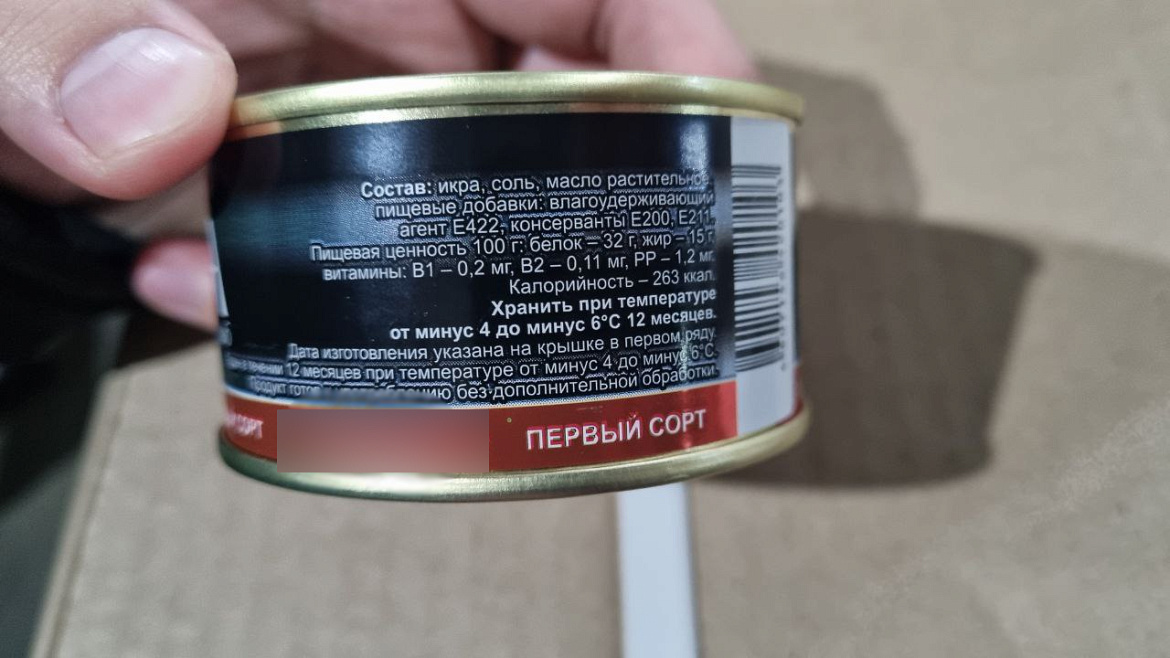 Состав: икра, соль, масло растительное,
пищевые добавки: влагоудерживающий
агент Е422, консерванты Е200, Е211.
Пищевая ценность 100 г: белок – 32 г, жир – 15 г,
витамины: В1 – 0,2 мг, В2 – 0,11 мг, РР – 1,2 мг.
Калорийность – 263 ккал.
Хранить при температуре
от минус 4 до минус 6°С 12 месяцев.
Дата изготовления указана на крышке в первом ряду.
в течении 12 месяцев при температуре от минус 4 до минус 6°С.
Продукт без дополнительной обработки.
СОРТ
ПЕРВЫЙ СОРТ